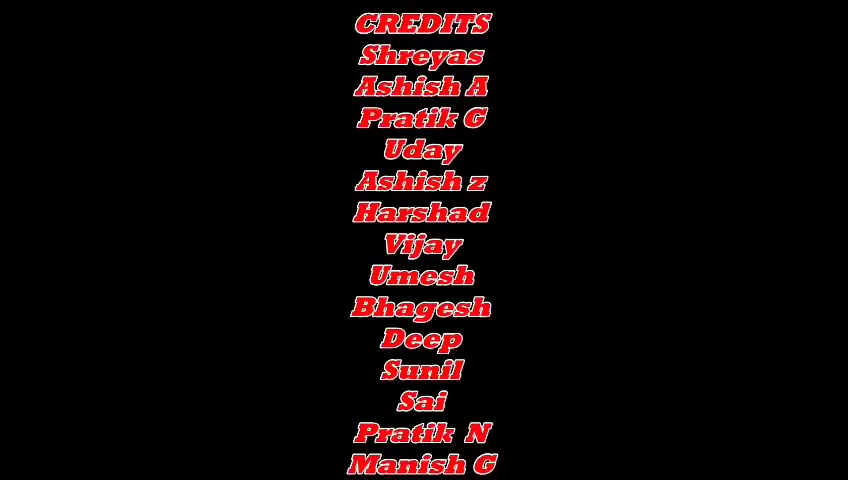 CREDITS
Shreyas
Ashish A
Pratik G
Uday
Ashish z
Harshad
Vijay
Umesh
Bhagesh
Deep
Sunil
Sai
Pratik N
Manish G